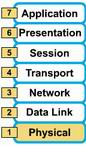 7 Application
6 Presentation
5 Session
4 Transport
3 Network
2 Data Link
1 Physical